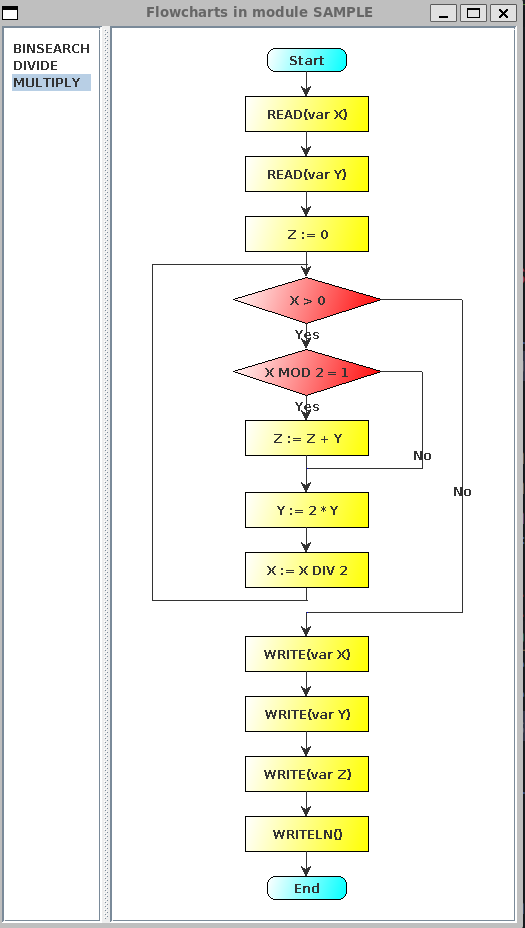 Flowcharts in module SAMPLE
BINSEARCH
DIVIDE
MULTIPLY
Start
READ(var X)
READ(var Y)
Z := 0
X > 0
Yes
X MOD 2 = 1
Yes
Z := Z + Y
No
Y := 2 * Y
No
X := X DIV 2
WRITE(var X)
WRITE(var Y)
WRITE(var Z)
WRITELN()
End